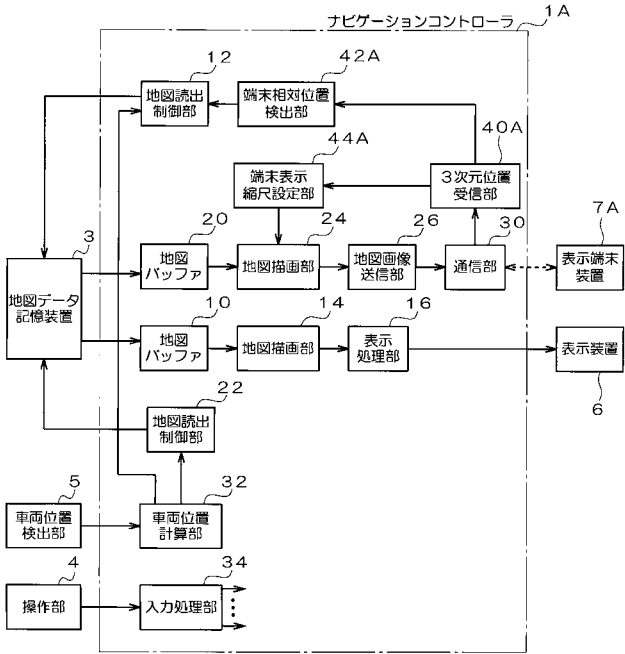 ナビゲーションコントローラ
1A
12
42A
地図読出
制御部
端末相対位置
検出部
44A
40A
端末表示
縮尺設定部
3次元位置
受信部
3
20
24
26
30
7A
地図データ
記憶装置
地図
バッファ
地図描画部
地図画像
送信部
通信部
表示端末
装置
10
14
16
地図
バッファ
地図描画部
表示
処理部
表示装置
6
22
地図読出
制御部
5
32
車両位置
検出部
車両位置
計算部
4
34
操作部
入力処理部